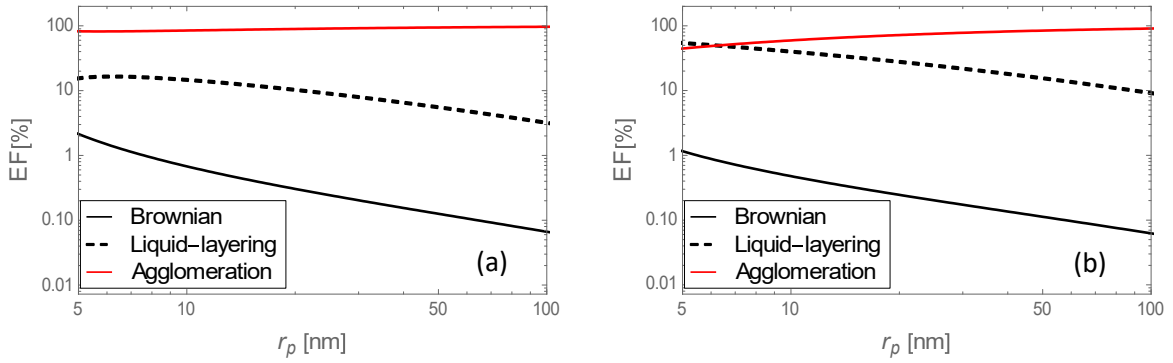 100
10
1
0.10
0.01
EF[%]
Brownian
Liquid-layering
Agglomeration
(a)
5 10 50 100
r_p [nm]
100
10
1
0.10
0.01
EF[%]
Brownian
Liquid-layering
Agglomeration
(b)
5 10 50 100
r_p [nm]